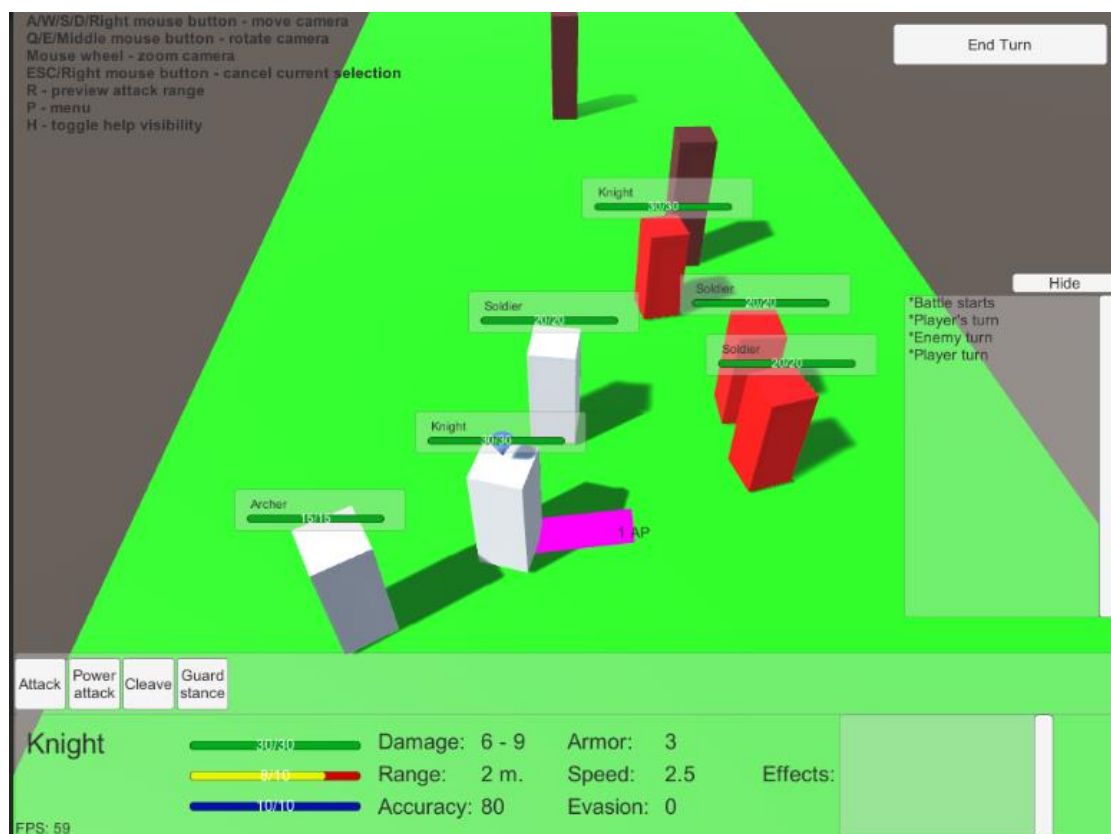 A/W/S/D/Right mouse button - move camera
Q/E/Middle mouse button - rotate camera
Mouse wheel - zoom camera
ESC/Right mouse button - cancel current selection
R - preview attack range
P - menu
H - toggle help visibility
End Turn
Knight
30/30
Hide
Soldier
20/20
Soldier
20/20
*Battle starts
*Player's turn
*Enemy turn
*Player turn
Soldier
20/20
Knight
30/30
Archer
15/15
1 AP
Attack
Power attack
Cleave
Guard stance
Knight
30/30
8/10
10/10
Damage: 6 - 9
Range: 2 m.
Accuracy: 80
Armor: 3
Speed: 2.5
Evasion: 0
Effects:
FPS: 59